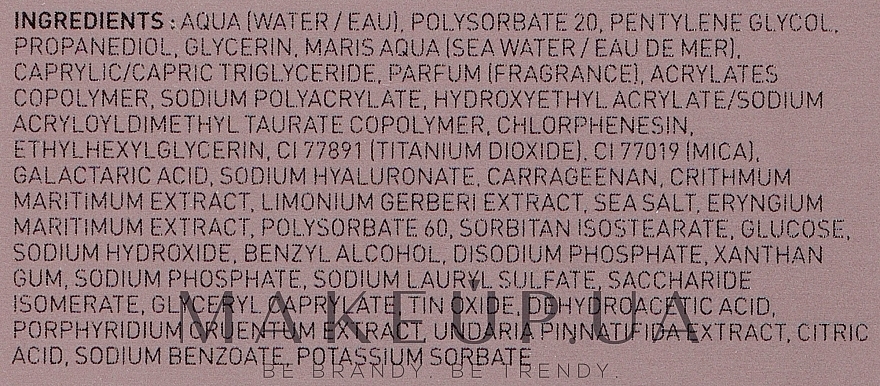 INGREDIENTS : AQUA (WATER / EAU), POLYSORBATE 20, PENTYLENE GLYCOL,
PROPANEDIOL, GLYCERIN, MARIS AQUA (SEA WATER / EAU DE MER),
CAPRYLIC/CAPRIC TRIGLYCERIDE, PARFUM (FRAGRANCE), ACRYLATES
COPOLYMER, SODIUM POLYACRYLATE, HYDROXYETHYL ACRYLATE/SODIUM
ACRYLOYLDIMETHYL TAURATE COPOLYMER, CHLORPHENESIN,
ETHYLHEXYLGLYCERIN, CI 77891 (TITANIUM DIOXIDE), CI 77019 (MICA),
GALACTARIC ACID, SODIUM HYALURONATE, CARRAGEENAN, CRITHMUM
MARITIMUM EXTRACT, LIMONIUM GERBERI EXTRACT, SEA SALT, ERYNGIUM
MARITIMUM EXTRACT, POLYSORBATE 60, SORBITAN ISOSTEARATE, GLUCOSE,
SODIUM HYDROXIDE, BENZYL ALCOHOL, DISODIUM PHOSPHATE, XANTHAN
GUM, SODIUM PHOSPHATE, SODIUM LAURYL SULFATE, SACCHARIDE
ISOMERATE, GLYCERYL CAPRYLATE, TIN OXIDE, DEHYDROACETIC ACID,
PORPHYRIDIUM CRUENTUM EXTRACT, UNDARIA PINNATIFIDA EXTRACT, CITRIC
ACID, SODIUM BENZOATE, POTASSIUM SORBATE
MAKEUP.UA
BE BRANDY. BE TRENDY.